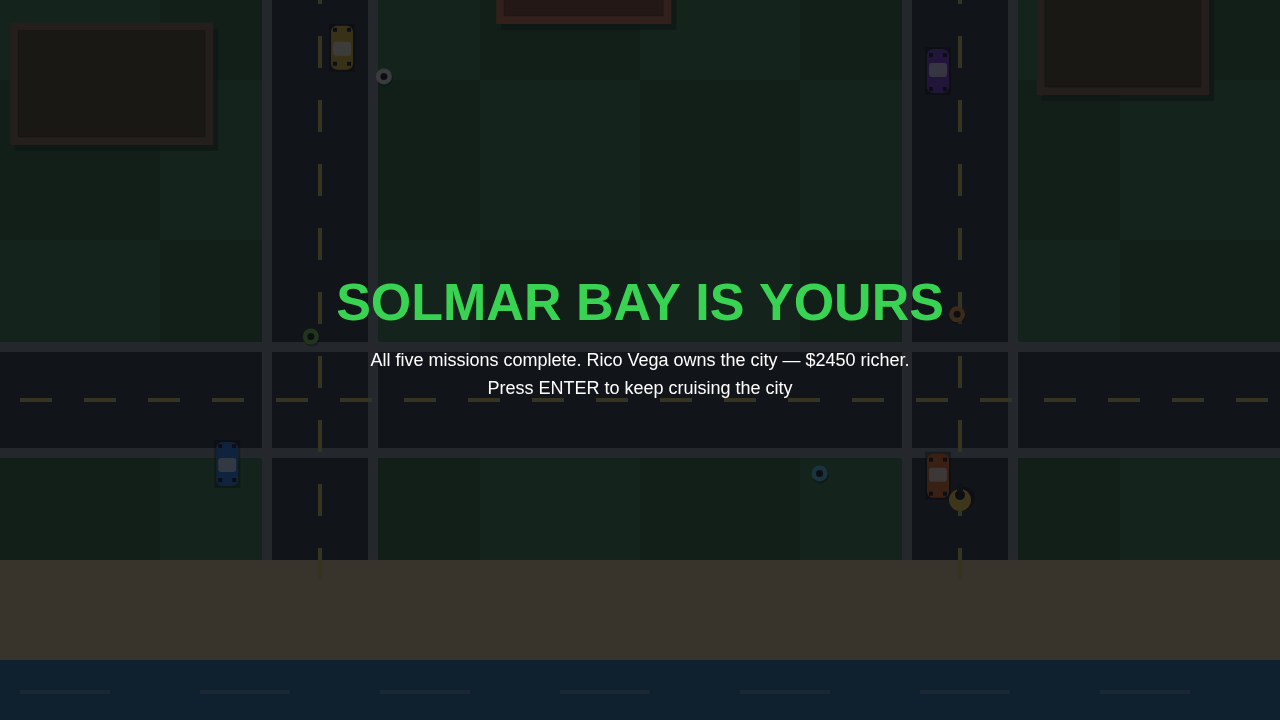 SOLMAR BAY IS YOURS
All five missions complete. Rico Vega owns the city — $2450 richer.
Press ENTER to keep cruising the city